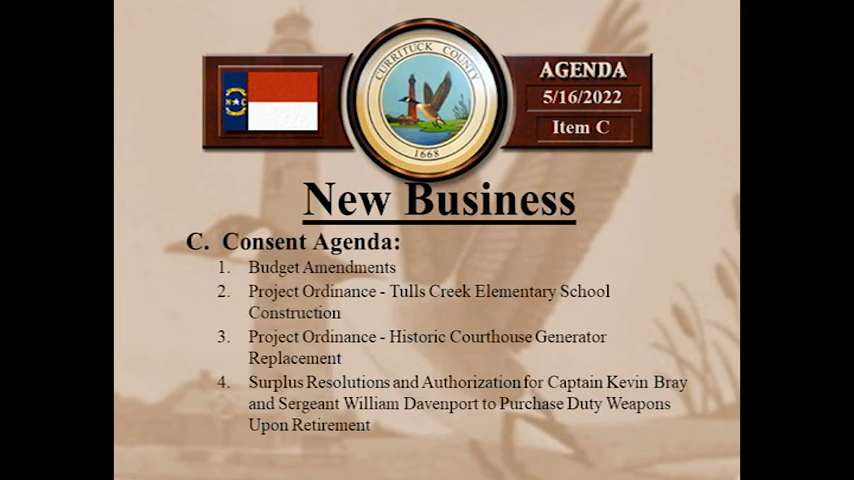 CURRITUCK COUNTY
1668
AGENDA
5/16/2022
Item C
New Business
C. Consent Agenda:
1. Budget Amendments
2. Project Ordinance - Tulls Creek Elementary School
Construction
3. Project Ordinance - Historic Courthouse Generator
Replacement
4. Surplus Resolutions and Authorization for Captain Kevin Bray
and Sergeant William Davenport to Purchase Duty Weapons
Upon Retirement